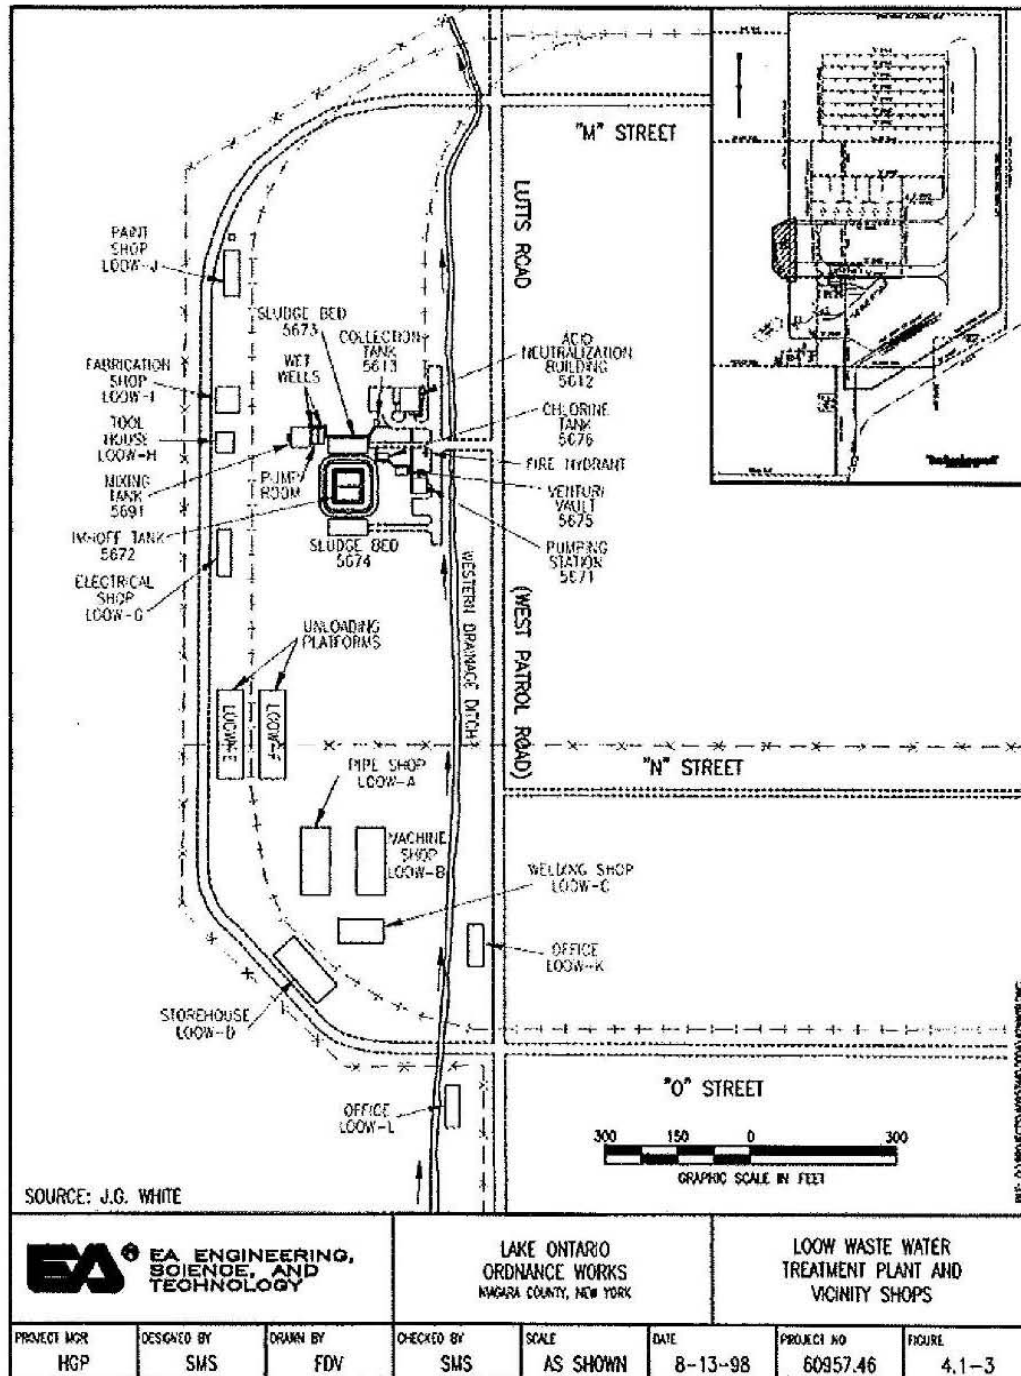 "M" STREET
LUTTS ROAD
PAINT
SHOP
LOOW-J
SLUDGE BED
5673
COLLECTION
TANK
5613
ACID
NEUTRALIZATION
BUILDING
5612
WET
WELLS
FABRICATION
SHOP
LOOW-I
CHLORINE
TANK
5676
TOOL
HOUSE
LOOW-H
FIRE HYDRANT
PUMP
ROOM
MIXING
TANK
5691
VENTURI
VAULT
5675
IMHOFF TANK
5672
SLUDGE BED
5674
PUMPING
STATION
5671
ELECTRICAL
SHOP
LOOW-G
WESTERN DRAINAGE DITCH
(WEST PATROL ROAD)
UNLOADING
PLATFORMS
LOOW-E
LOOW-F
"N" STREET
PIPE SHOP
LOOW-A
MACHINE
SHOP
LOOW-B
WELDING SHOP
LOOW-C
OFFICE
LOOW-K
STOREHOUSE
LOOW-D
"O" STREET
OFFICE
LOOW-L
300 150 0 300
GRAPHIC SCALE IN FEET
SOURCE: J.G. WHITE
EA®
EA ENGINEERING,
SCIENCE, AND
TECHNOLOGY
LAKE ONTARIO
ORDNANCE WORKS
NIAGARA COUNTY, NEW YORK
LOOW WASTE WATER
TREATMENT PLANT AND
VICINITY SHOPS
PROJECT MGR
HGP
DESIGNED BY
SMS
DRAWN BY
FDV
CHECKED BY
SMS
SCALE
AS SHOWN
DATE
8-13-98
PROJECT NO
60957.46
FIGURE
4.1-3